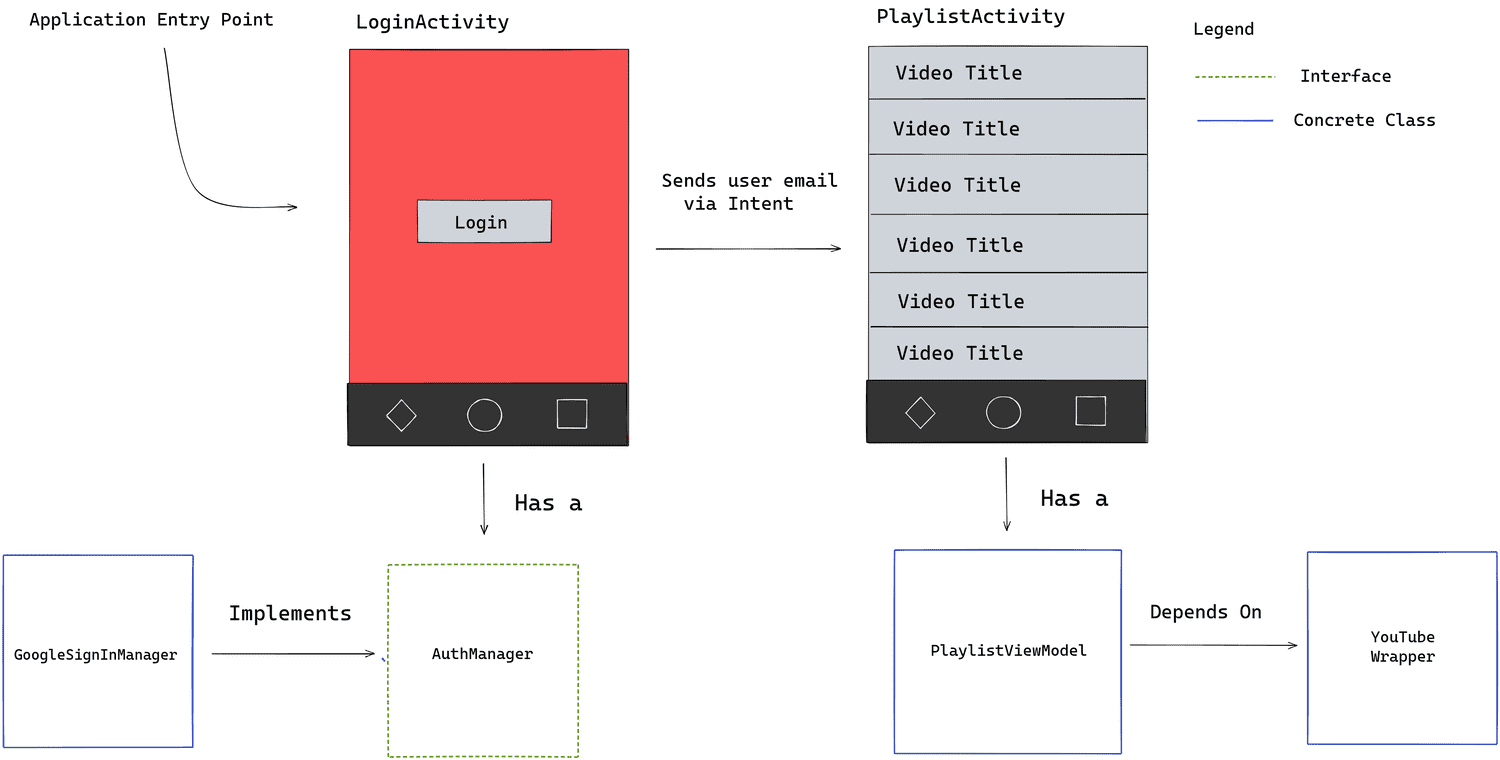 Application Entry Point
LoginActivity
PlaylistActivity
Legend
Interface
Concrete Class
Video Title
Video Title
Video Title
Video Title
Video Title
Video Title
Login
Sends user email
via Intent
Has a
Has a
GoogleSignInManager
Implements
AuthManager
PlaylistViewModel
Depends On
YouTube
Wrapper